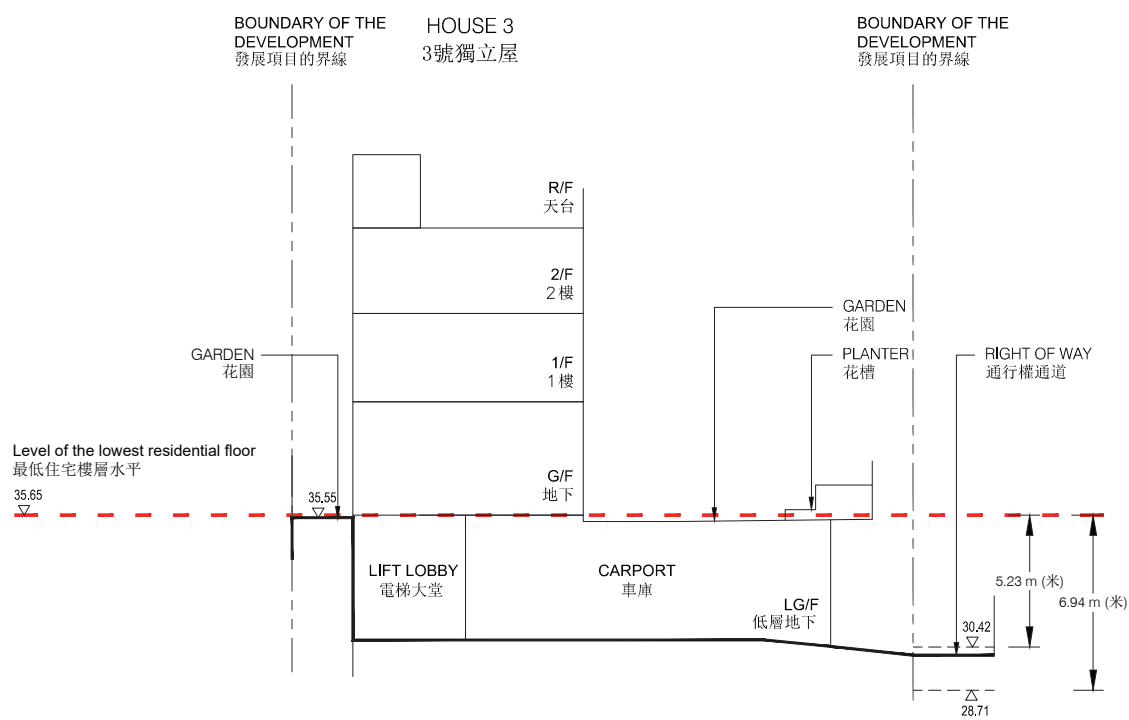 BOUNDARY OF THE
DEVELOPMENT
發展項目的界線
HOUSE 3
3號獨立屋
BOUNDARY OF THE
DEVELOPMENT
發展項目的界線
R/F
天台
2/F
2樓
GARDEN
花園
GARDEN
花園
1/F
1樓
PLANTER
花槽
RIGHT OF WAY
通行權通道
Level of the lowest residential floor
最低住宅樓層水平
G/F
地下
35.65
35.55
LIFT LOBBY
電梯大堂
CARPORT
車庫
LG/F
低層地下
5.23 m (米)
6.94 m (米)
30.42
28.71